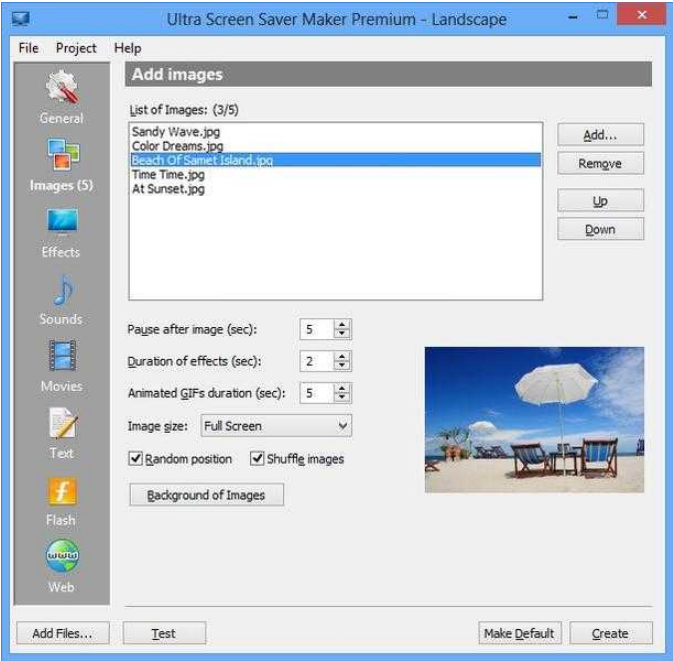 Ultra Screen Saver Maker Premium - Landscape
File Project Help
General
Images (5)
Effects
Sounds
Movies
Text
Flash
www
Web
Add images
List of Images: (3/5)
Sandy Wave.jpg
Color Dreams.jpg
Beach Of Samet Island.jpg
Time Time.jpg
At Sunset.jpg
Add...
Remove
Up
Down
Pause after image (sec): 5
Duration of effects (sec): 2
Animated GIFs duration (sec): 5
Image size: Full Screen
Random position Shuffle images
Background of Images
Add Files... Test Make Default Create